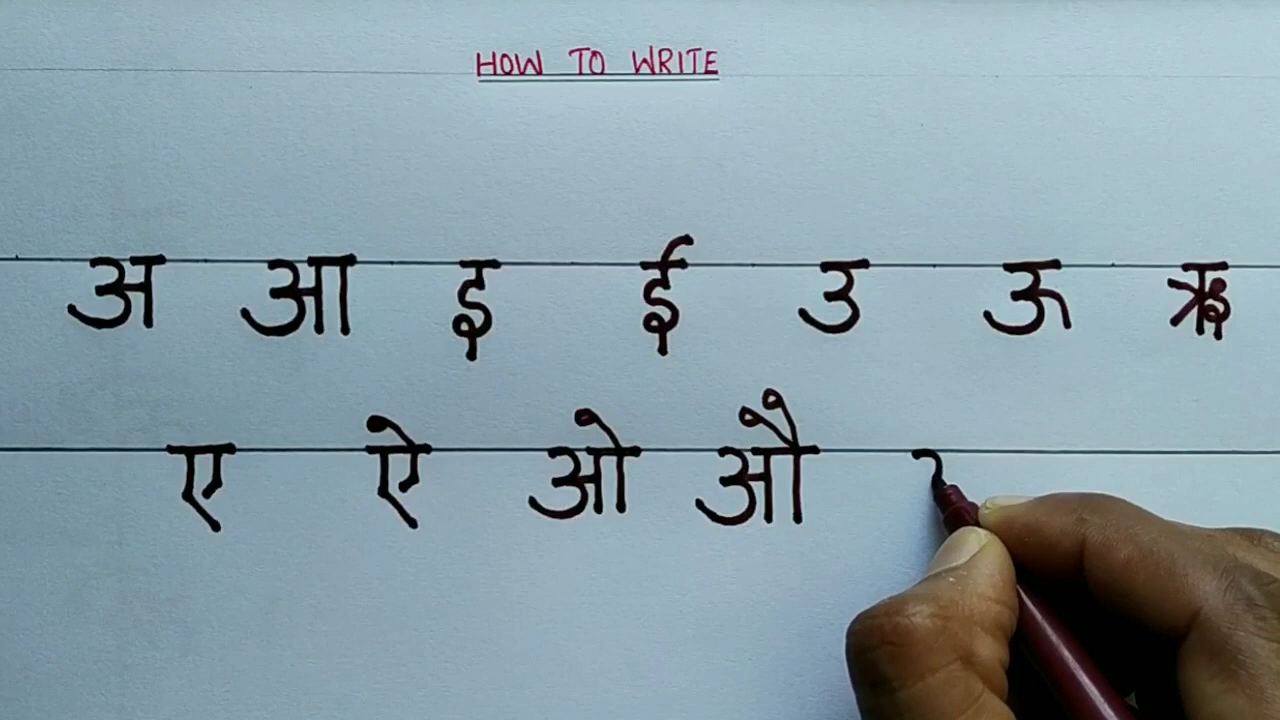 HOW TO WRITE
अ आ इ ई उ ऊ ऋ
ए ऐ ओ औ